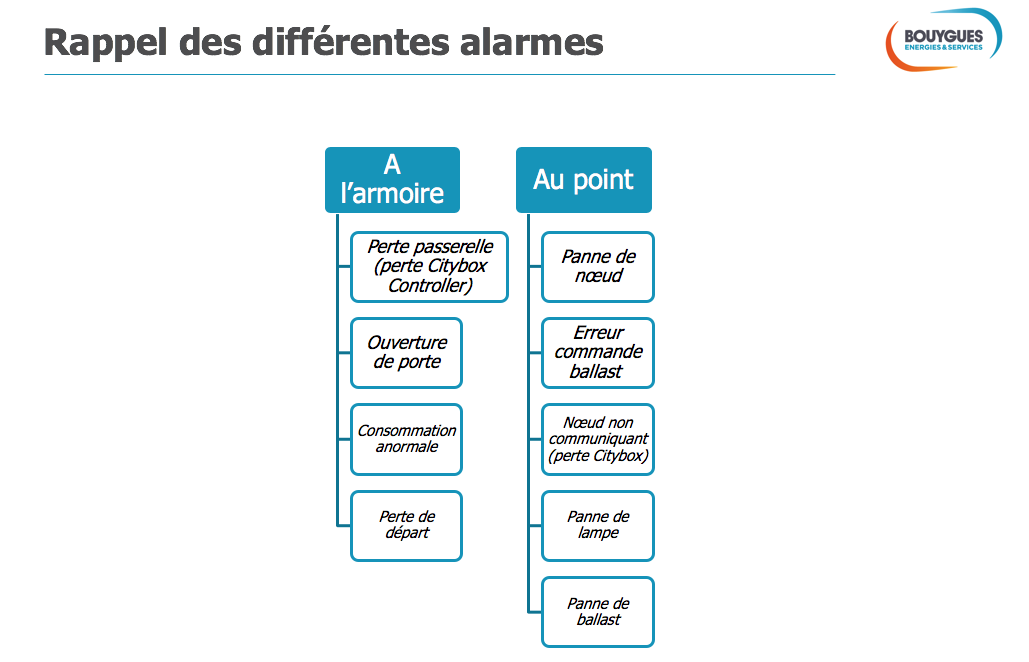 Rappel des différentes alarmes
BOUYGUES
ENERGIES & SERVICES
A
l’armoire
Perte passerelle
(perte Citybox
Controller)
Ouverture
de porte
Consommation
anormale
Perte de
départ
Au point
Panne de
nœud
Erreur
commande
ballast
Nœud non
communiquant
(perte Citybox)
Panne de
lampe
Panne de
ballast